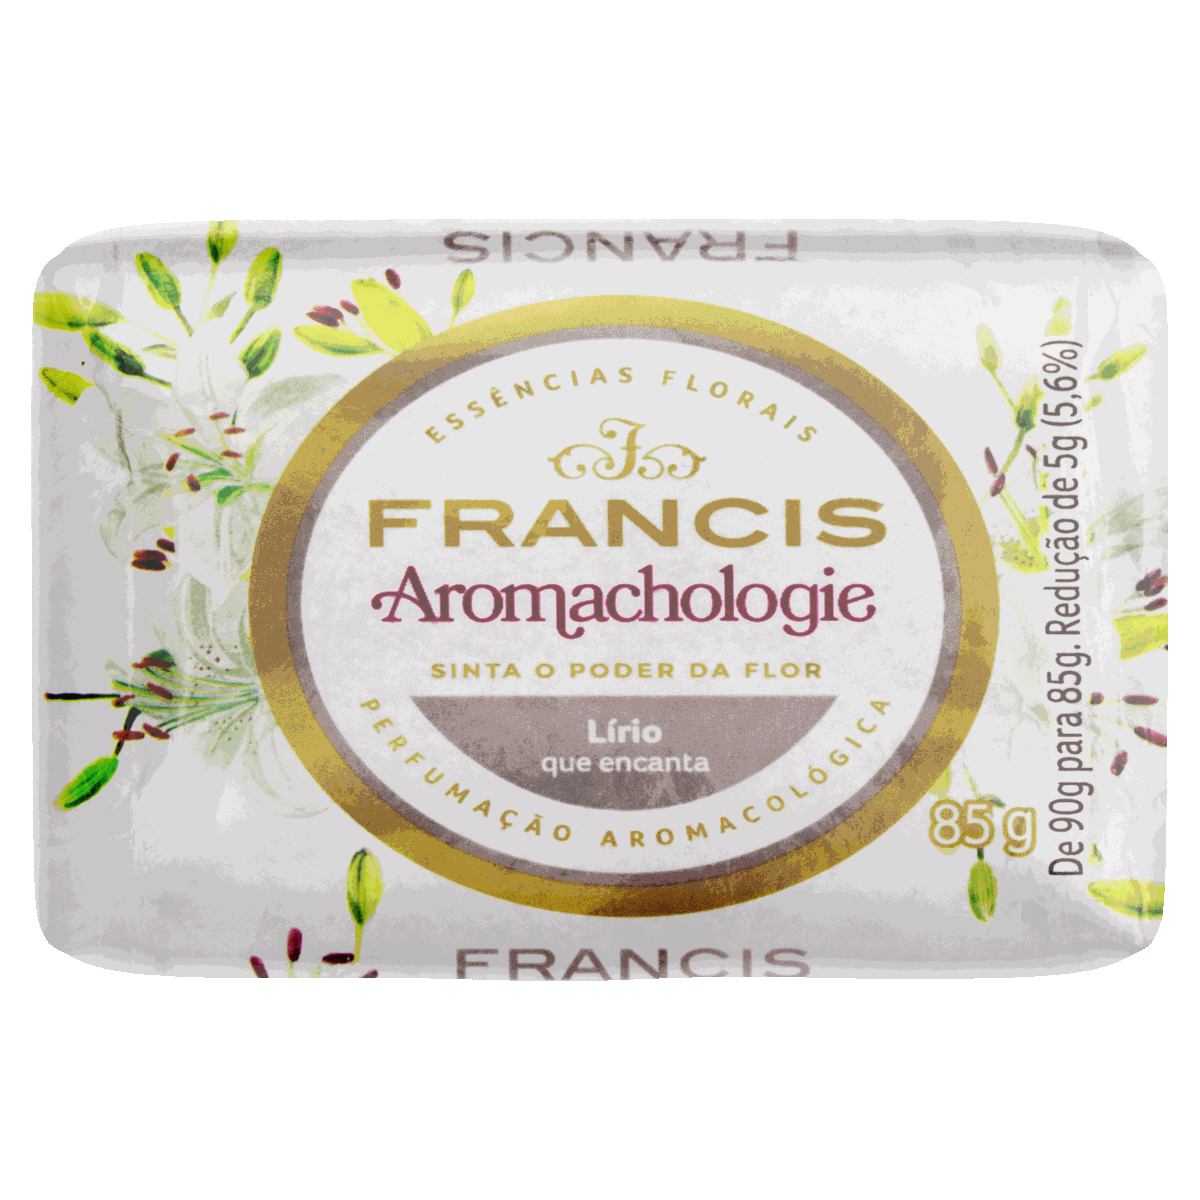 FRANCIS
ESSÊNCIAS FLORAIS
FRANCIS
Aromachologie
SINTA O PODER DA FLOR
Lírio
que encanta
PERFUMAÇÃO AROMACOLÓGICA
85 g
De 90g para 85g. Redução de 5g (5,6%)
FRANCIS